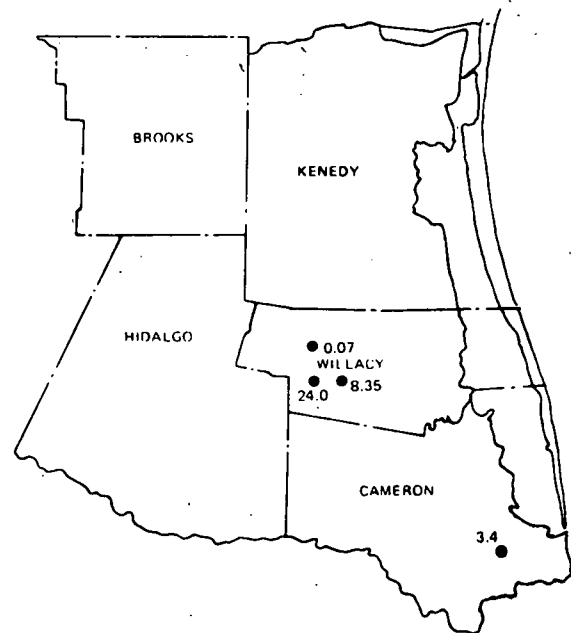 BROOKS
KENEDY
HIDALGO
0.07
WILLACY
24.0
8.35
CAMERON
3.4